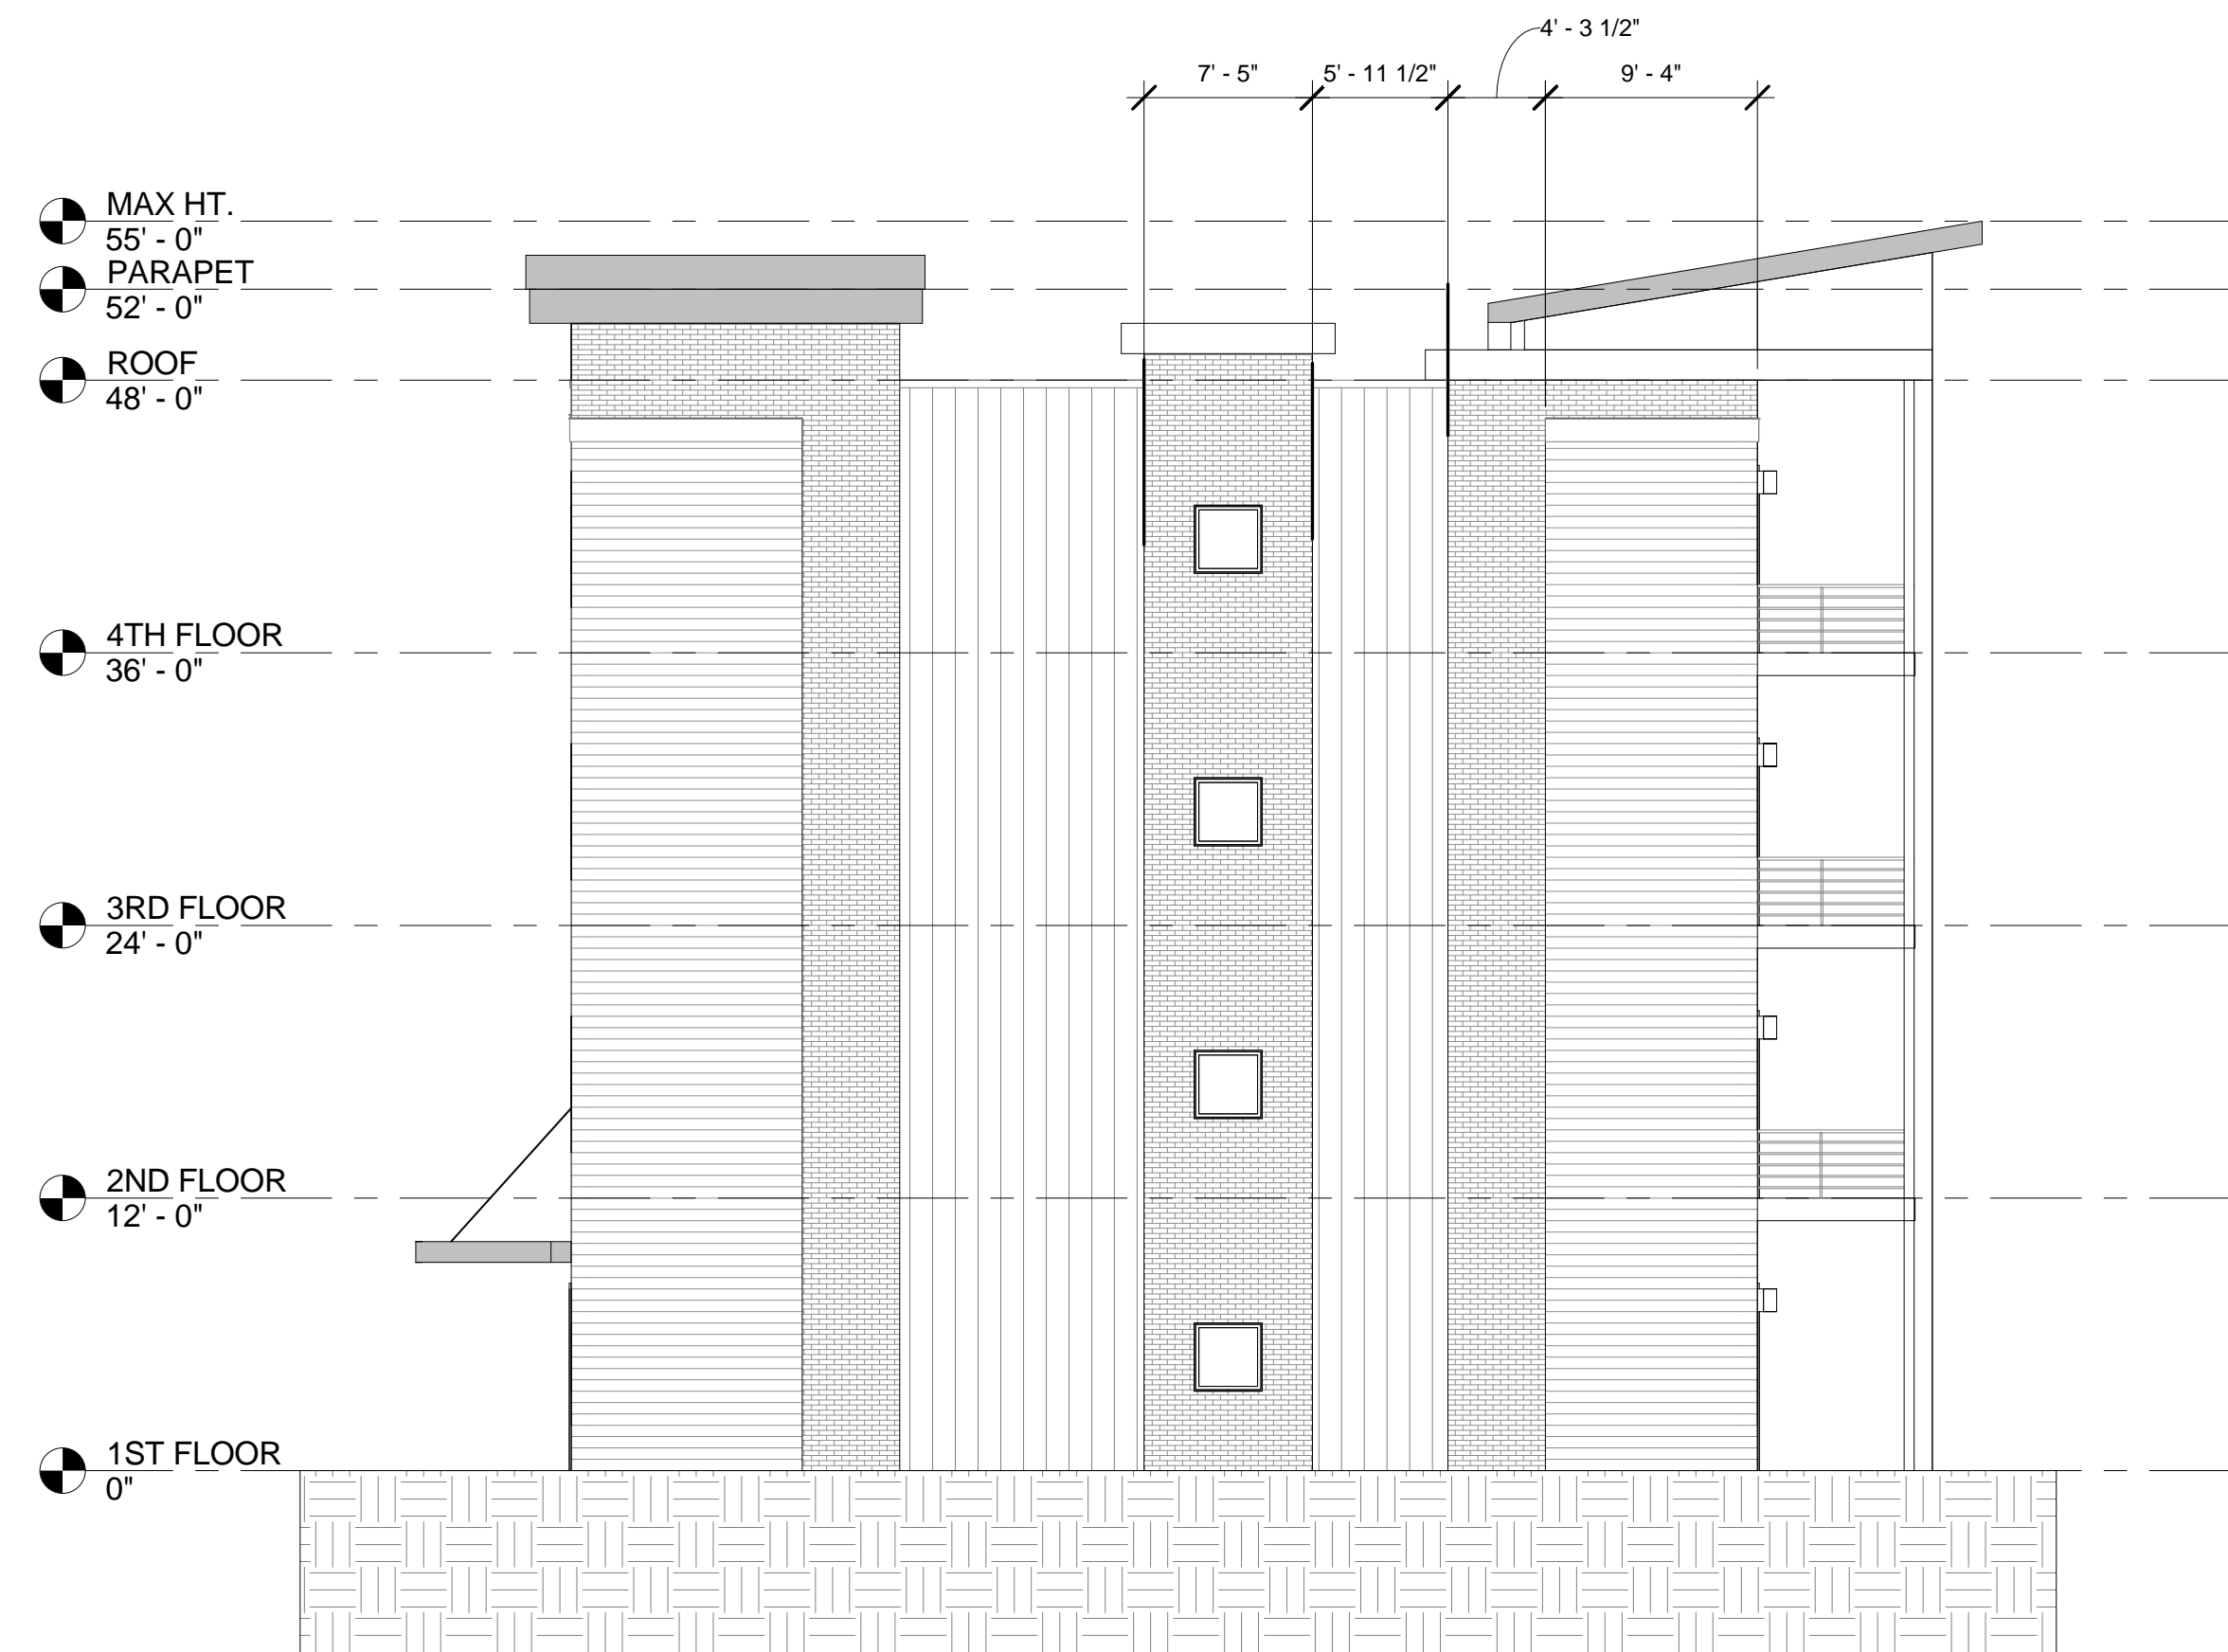 4' - 3 1/2"
7' - 5"
5' - 11 1/2"
9' - 4"
MAX HT.
55' - 0"
PARAPET
52' - 0"
ROOF
48' - 0"
4TH FLOOR
36' - 0"
3RD FLOOR
24' - 0"
2ND FLOOR
12' - 0"
1ST FLOOR
0"